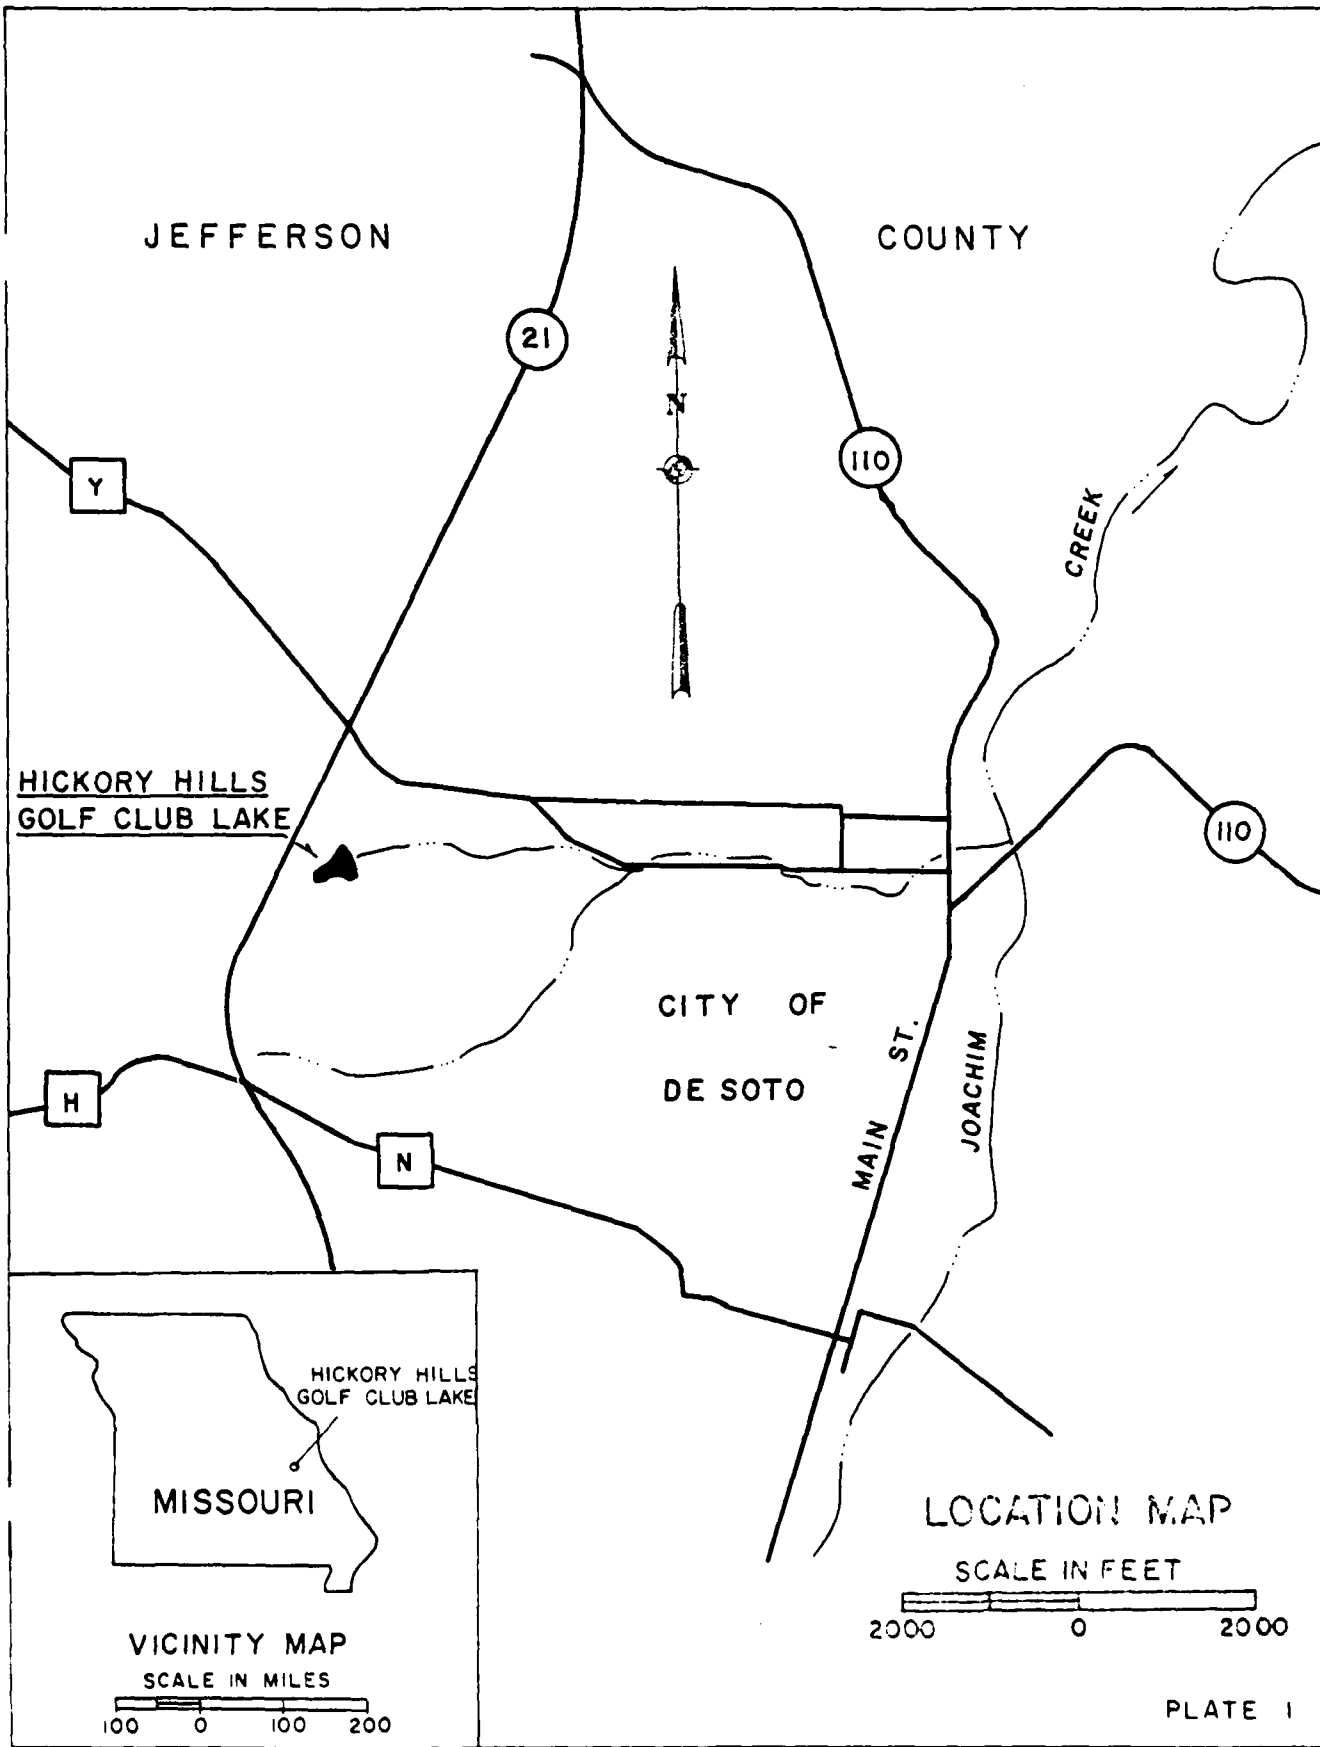 JEFFERSON COUNTY
21
N
110
Y
CREEK
HICKORY HILLS
GOLF CLUB LAKE
110
CITY OF
DE SOTO
MAIN ST.
JOACHIM
H
N
HICKORY HILLS
GOLF CLUB LAKE
MISSOURI
VICINITY MAP
SCALE IN MILES
100 0 100 200
LOCATION MAP
SCALE IN FEET
2000 0 2000
PLATE 1